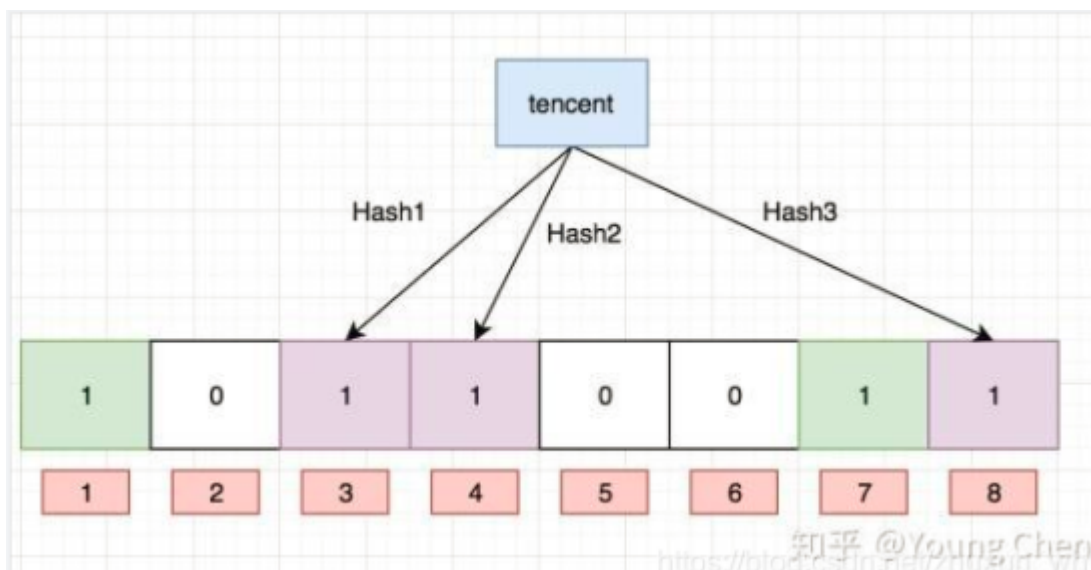 tencent
Hash1
Hash3
Hash2
1 0 1 1 0 0 1 1
1 2 3 4 5 6 7 8
知乎 @Young Chen